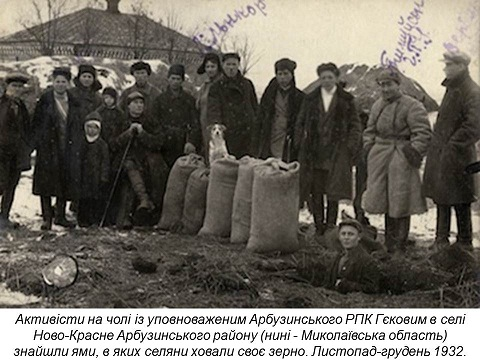 Активісти на чолі із уповноваженим Арбузинського РПК Гєковим в селі
Ново-Красне Арбузинського району (нині - Миколаївська область)
знайшли ями, в яких селяни ховали своє зерно. Листопад-грудень 1932.